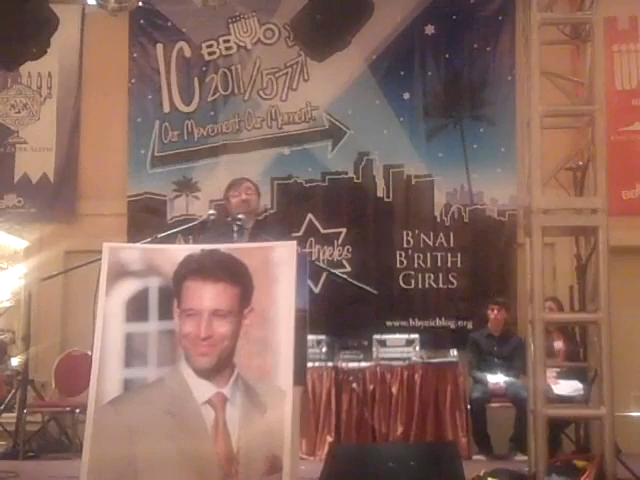 IC BBYO
2011/5771
Our Movement Our Moment
Angeles
B'NAI
B'RITH
GIRLS
www.bbyoicblog.org